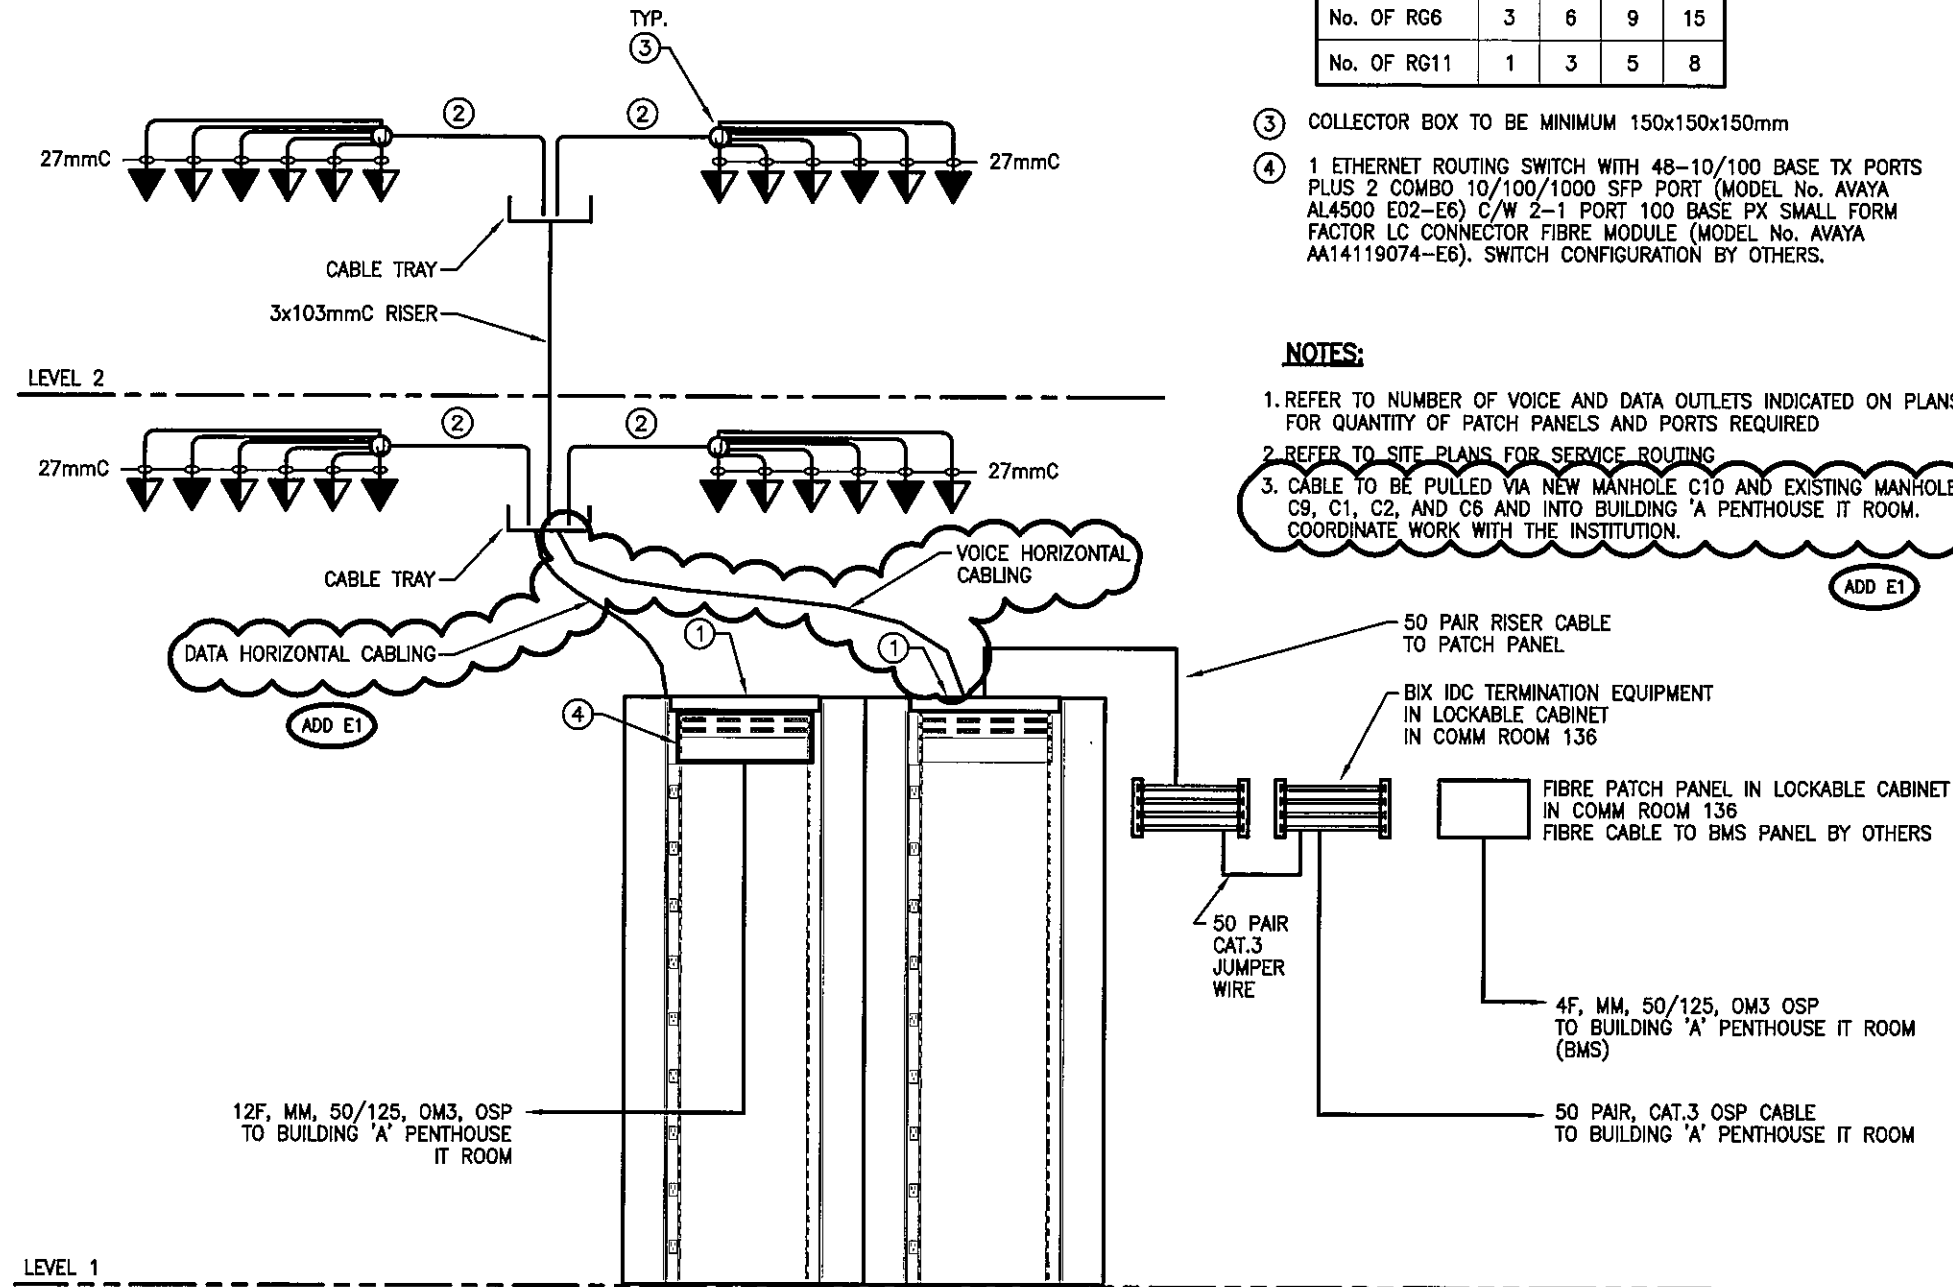 TYP.
3
2
2
27mmC
27mmC
CABLE TRAY
3x103mmC RISER
LEVEL 2
2
2
27mmC
27mmC
CABLE TRAY
VOICE HORIZONTAL
CABLING
DATA HORIZONTAL CABLING
ADD E1
1
1
4
12F, MM, 50/125, OM3, OSP
TO BUILDING 'A' PENTHOUSE
IT ROOM
LEVEL 1
No. OF RG6 3 6 9 15
No. OF RG11 1 3 5 8
3 COLLECTOR BOX TO BE MINIMUM 150x150x150mm
4 1 ETHERNET ROUTING SWITCH WITH 48-10/100 BASE TX PORTS
PLUS 2 COMBO 10/100/1000 SFP PORT (MODEL No. AVAYA
AL4500 E02-E6) C/W 2-1 PORT 100 BASE PX SMALL FORM
FACTOR LC CONNECTOR FIBRE MODULE (MODEL No. AVAYA
AA14119074-E6). SWITCH CONFIGURATION BY OTHERS.
NOTES:
1. REFER TO NUMBER OF VOICE AND DATA OUTLETS INDICATED ON PLANS
FOR QUANTITY OF PATCH PANELS AND PORTS REQUIRED
2 REFER TO SITE PLANS FOR SERVICE ROUTING
3. CABLE TO BE PULLED VIA NEW MANHOLE C10 AND EXISTING MANHOLE
C9, C1, C2, AND C6 AND INTO BUILDING 'A PENTHOUSE IT ROOM.
COORDINATE WORK WITH THE INSTITUTION.
ADD E1
50 PAIR RISER CABLE
TO PATCH PANEL
BIX IDC TERMINATION EQUIPMENT
IN LOCKABLE CABINET
IN COMM ROOM 136
FIBRE PATCH PANEL IN LOCKABLE CABINET
IN COMM ROOM 136
FIBRE CABLE TO BMS PANEL BY OTHERS
50 PAIR
CAT.3
JUMPER
WIRE
4F, MM, 50/125, OM3 OSP
TO BUILDING 'A' PENTHOUSE IT ROOM
(BMS)
50 PAIR, CAT.3 OSP CABLE
TO BUILDING 'A' PENTHOUSE IT ROOM